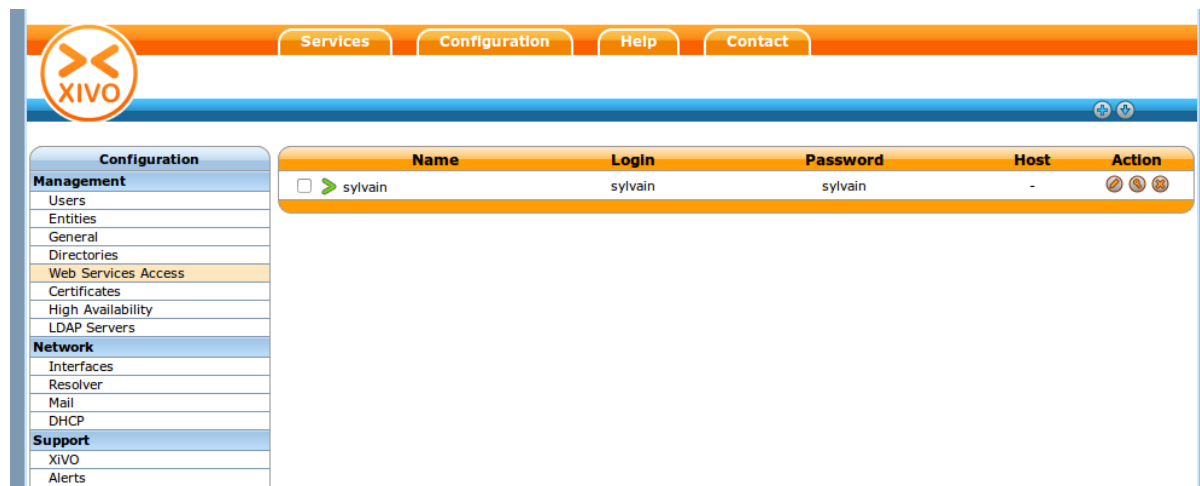 Services Configuration Help Contact
XIVO
Configuration
Management
Users
Entities
General
Directories
Web Services Access
Certificates
High Availability
LDAP Servers
Network
Interfaces
Resolver
Mail
DHCP
Support
XiVO
Alerts
Name Login Password Host Action
sylvain sylvain sylvain -